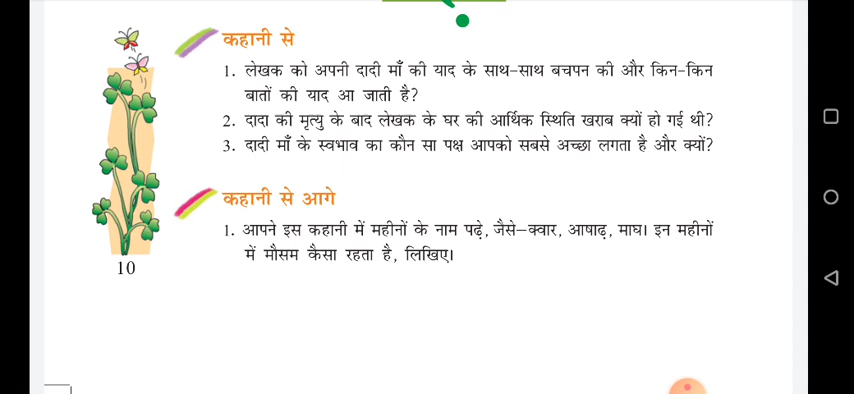 कहानी से
1. लेखक को अपनी दादी माँ की याद के साथ-साथ बचपन की और किन-किन
बातों की याद आ जाती है?
2. दादा की मृत्यु के बाद लेखक के घर की आर्थिक स्थिति खराब क्यों हो गई थी?
3. दादी माँ के स्वभाव का कौन सा पक्ष आपको सबसे अच्छा लगता है और क्यों?
कहानी से आगे
1. आपने इस कहानी में महीनों के नाम पढ़े, जैसे–क्वार, आषाढ़, माघ। इन महीनों
में मौसम कैसा रहता है, लिखिए।
10